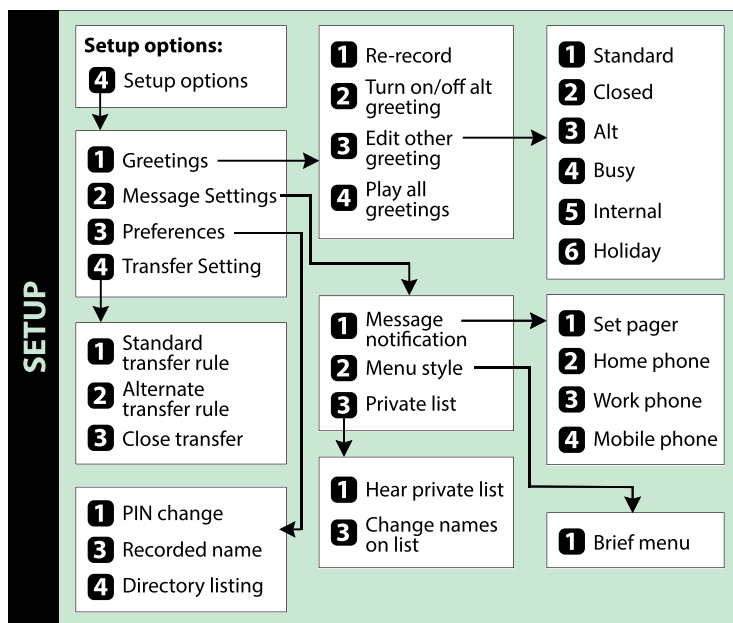 SETUP
Setup options:
4 Setup options
1 Greetings
2 Message Settings
3 Preferences
4 Transfer Setting
1 Standard
transfer rule
2 Alternate
transfer rule
3 Close transfer
1 PIN change
3 Recorded name
4 Directory listing
1 Re-record
2 Turn on/off alt
greeting
3 Edit other
greeting
4 Play all
greetings
1 Message
notification
2 Menu style
3 Private list
1 Hear private list
3 Change names
on list
1 Standard
2 Closed
3 Alt
4 Busy
5 Internal
6 Holiday
1 Set pager
2 Home phone
3 Work phone
4 Mobile phone
1 Brief menu